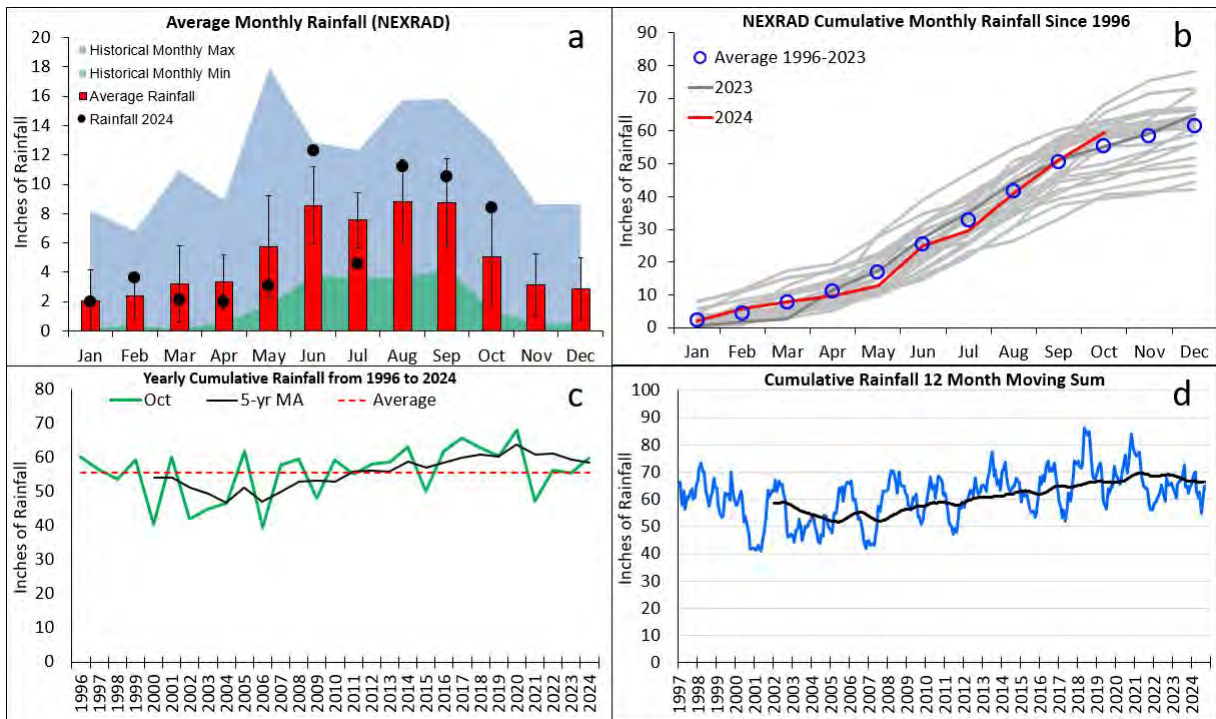 Average Monthly Rainfall (NEXRAD)
a
Inches of Rainfall
20
18
16
14
12
10
8
6
4
2
0
Historical Monthly Max
Historical Monthly Min
Average Rainfall
Rainfall 2024
Jan Feb Mar Apr May Jun Jul Aug Sep Oct Nov Dec
NEXRAD Cumulative Monthly Rainfall Since 1996
b
Inches of Rainfall
90
80
70
60
50
40
30
20
10
0
Average 1996-2023
2023
2024
Jan Feb Mar Apr May Jun Jul Aug Sep Oct Nov Dec
Yearly Cumulative Rainfall from 1996 to 2024
c
Oct 5-yr MA Average
Inches of Rainfall
80
70
60
50
40
30
20
10
0
1996 1997 1998 1999 2000 2001 2002 2003 2004 2005 2006 2007 2008 2009 2010 2011 2012 2013 2014 2015 2016 2017 2018 2019 2020 2021 2022 2023 2024
Cumulative Rainfall 12 Month Moving Sum
d
Inches of Rainfall
100
90
80
70
60
50
40
30
20
10
0
1997 1998 1999 2000 2001 2002 2003 2004 2005 2006 2007 2008 2009 2010 2011 2012 2013 2014 2015 2016 2017 2018 2019 2020 2021 2022 2023 2024